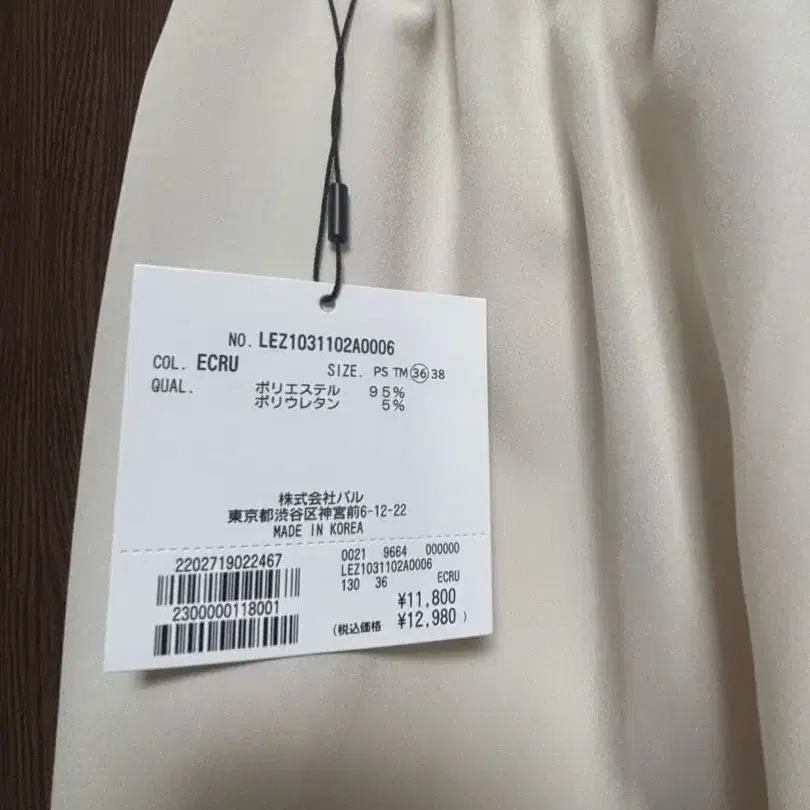 NO. LEZ1031102A0006
COL. ECRU
SIZE. PS TM 36 38
QUAL. ポリエステル 95%
ポリウレタン 5%
株式会社パル
東京都渋谷区神宮前6-12-22
MADE IN KOREA
2202719022467
2300000118001
0021 9664 000000
LEZ1031102A0006
130 36 ECRU
¥11,800
(税込価格 ¥12,980)